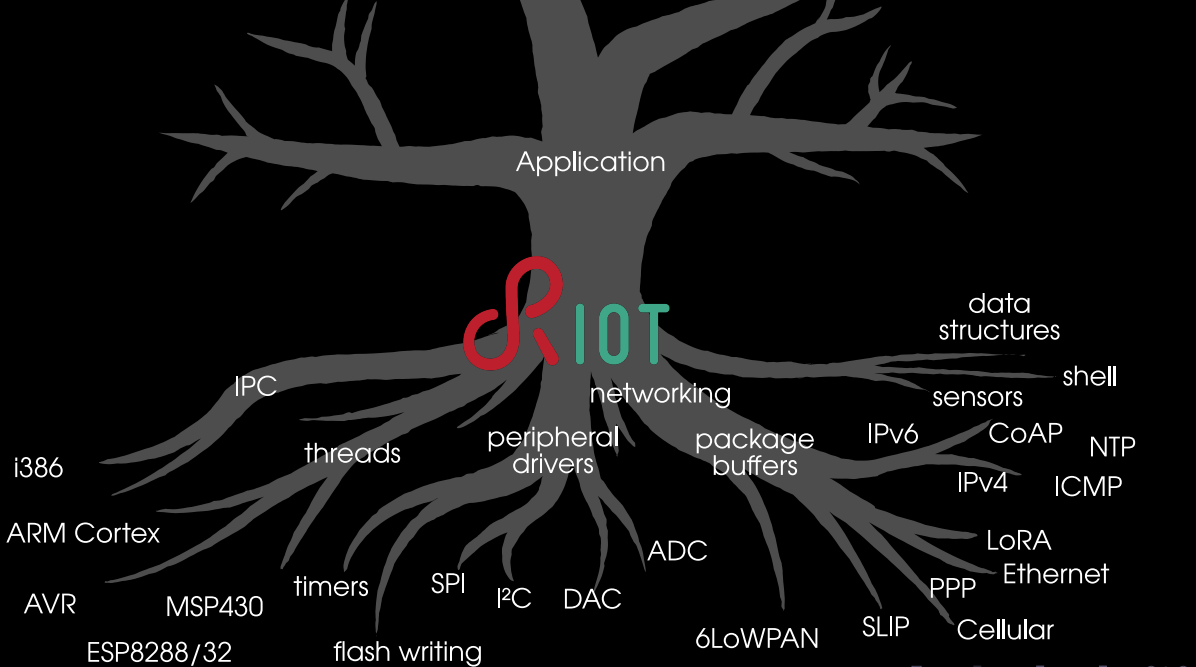 Application
RIOT
data
structures
IPC
shell
networking
sensors
peripheral
drivers
package
buffers
threads
IPv6
CoAP
NTP
i386
IPv4
ICMP
ARM Cortex
LoRA
ADC
Ethernet
timers
SPI
I²C
DAC
PPP
AVR
MSP430
SLIP
Cellular
6LoWPAN
ESP8288/32
flash writing